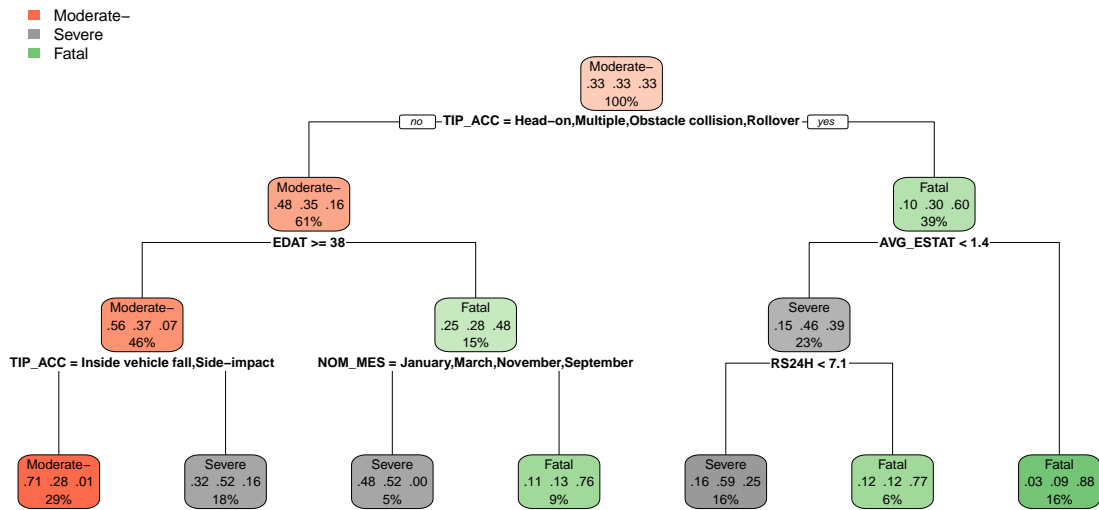 Moderate−
Severe
Fatal
Moderate−
.33 .33 .33
100%
no TIP_ACC = Head−on,Multiple,Obstacle collision,Rollover yes
Moderate−
.48 .35 .16
61%
EDAT >= 38
Fatal
.10 .30 .60
39%
AVG_ESTAT < 1.4
Moderate−
.56 .37 .07
46%
TIP_ACC = Inside vehicle fall,Side−impact
Fatal
.25 .28 .48
15%
NOM_MES = January,March,November,September
Severe
.15 .46 .39
23%
RS24H < 7.1
Moderate−
.71 .28 .01
29%
Severe
.32 .52 .16
18%
Severe
.48 .52 .00
5%
Fatal
.11 .13 .76
9%
Severe
.16 .59 .25
16%
Fatal
.12 .12 .77
6%
Fatal
.03 .09 .88
16%